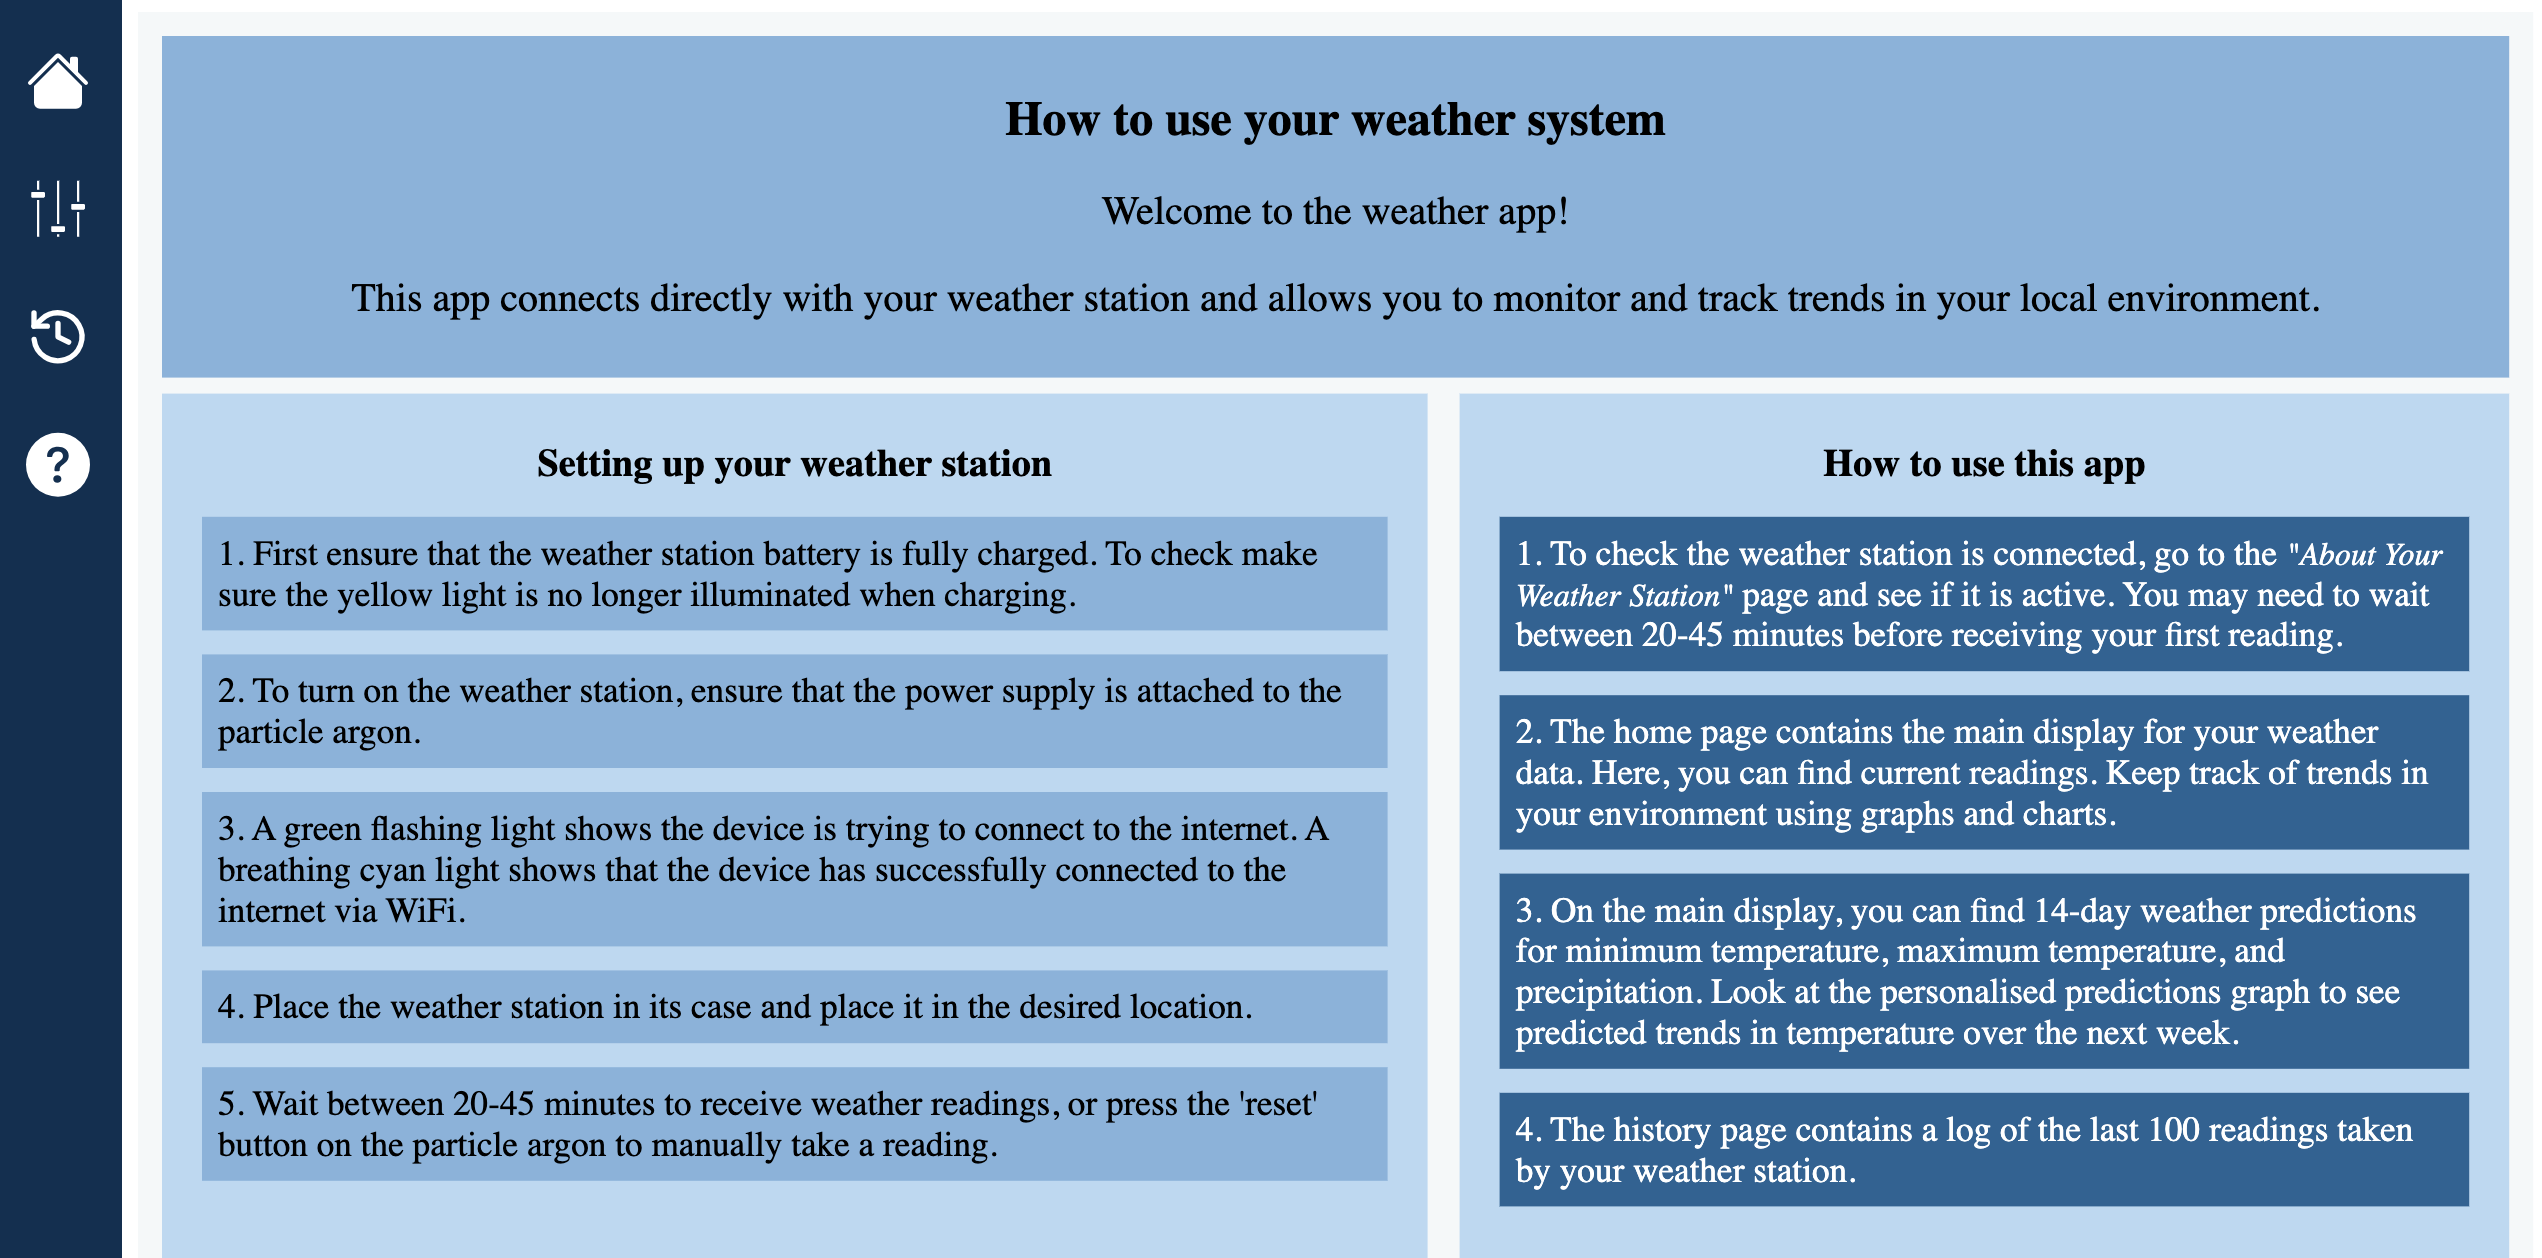 How to use your weather system
Welcome to the weather app!
This app connects directly with your weather station and allows you to monitor and track trends in your local environment.
Setting up your weather station
1. First ensure that the weather station battery is fully charged. To check make
sure the yellow light is no longer illuminated when charging.
2. To turn on the weather station, ensure that the power supply is attached to the
particle argon.
3. A green flashing light shows the device is trying to connect to the internet. A
breathing cyan light shows that the device has successfully connected to the
internet via WiFi.
4. Place the weather station in its case and place it in the desired location.
5. Wait between 20-45 minutes to receive weather readings, or press the 'reset'
button on the particle argon to manually take a reading.
How to use this app
1. To check the weather station is connected, go to the "About Your
Weather Station" page and see if it is active. You may need to wait
between 20-45 minutes before receiving your first reading.
2. The home page contains the main display for your weather
data. Here, you can find current readings. Keep track of trends in
your environment using graphs and charts.
3. On the main display, you can find 14-day weather predictions
for minimum temperature, maximum temperature, and
precipitation. Look at the personalised predictions graph to see
predicted trends in temperature over the next week.
4. The history page contains a log of the last 100 readings taken
by your weather station.